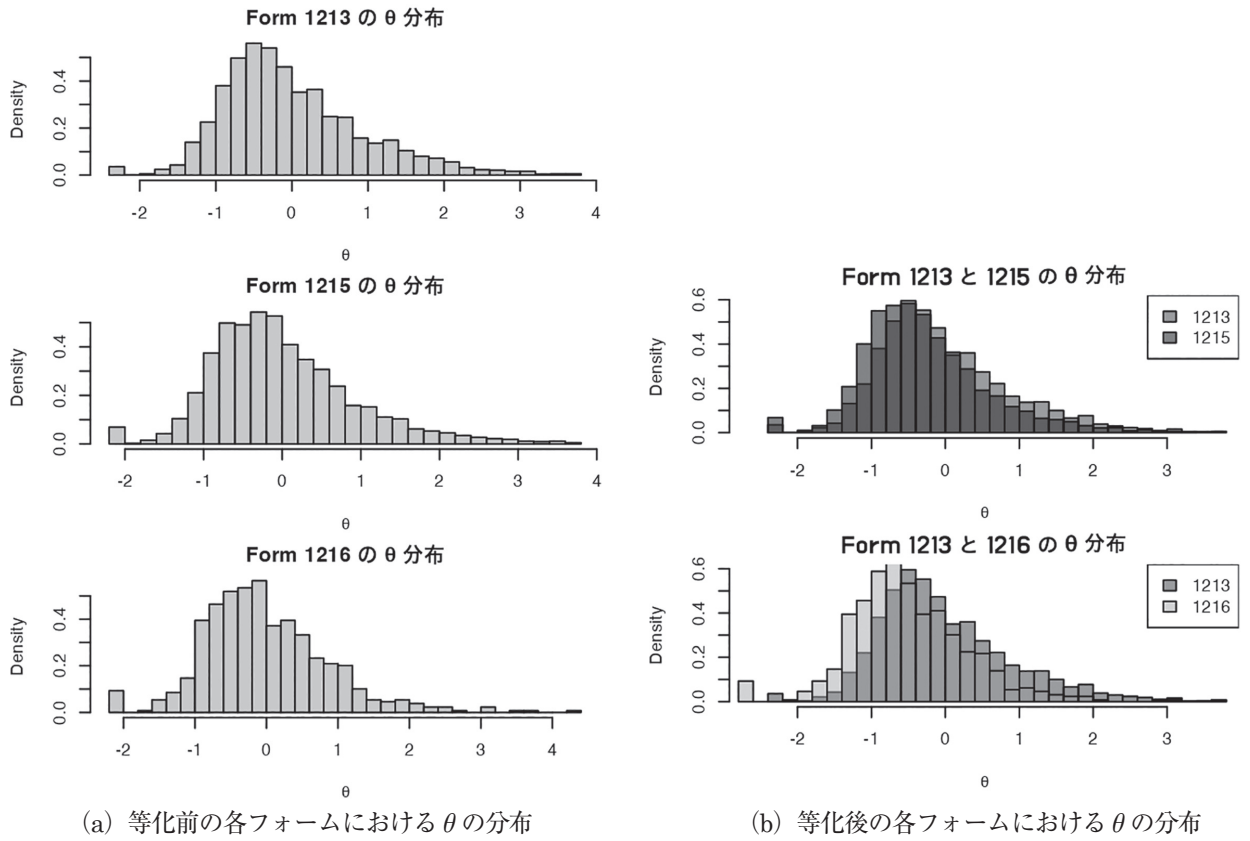 Form 1213 の θ 分布
Density
0.0 0.2 0.4
-2 -1 0 1 2 3 4
θ
Form 1215 の θ 分布
Density
0.0 0.2 0.4
-2 -1 0 1 2 3 4
θ
Form 1216 の θ 分布
Density
0.0 0.2 0.4
-2 -1 0 1 2 3 4
θ
(a) 等化前の各フォームにおける θ の分布
Form 1213 と 1215 の θ 分布
1213
1215
Density
0.0 0.2 0.4 0.6
-2 -1 0 1 2 3
θ
Form 1213 と 1216 の θ 分布
1213
1216
Density
0.0 0.2 0.4 0.6
-2 -1 0 1 2 3
θ
(b) 等化後の各フォームにおける θ の分布